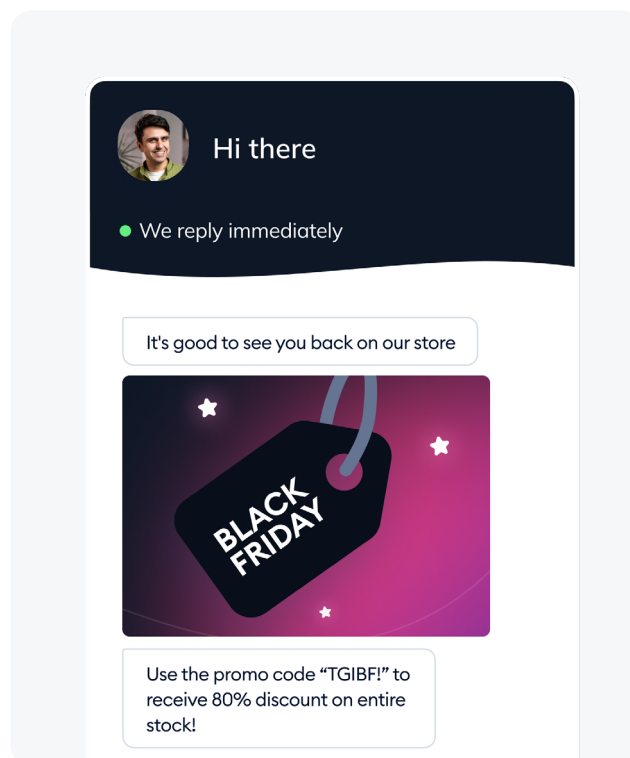 Hi there
We reply immediately
It's good to see you back on our store
BLACK
FRIDAY
Use the promo code “TGIBF!” to
receive 80% discount on entire
stock!